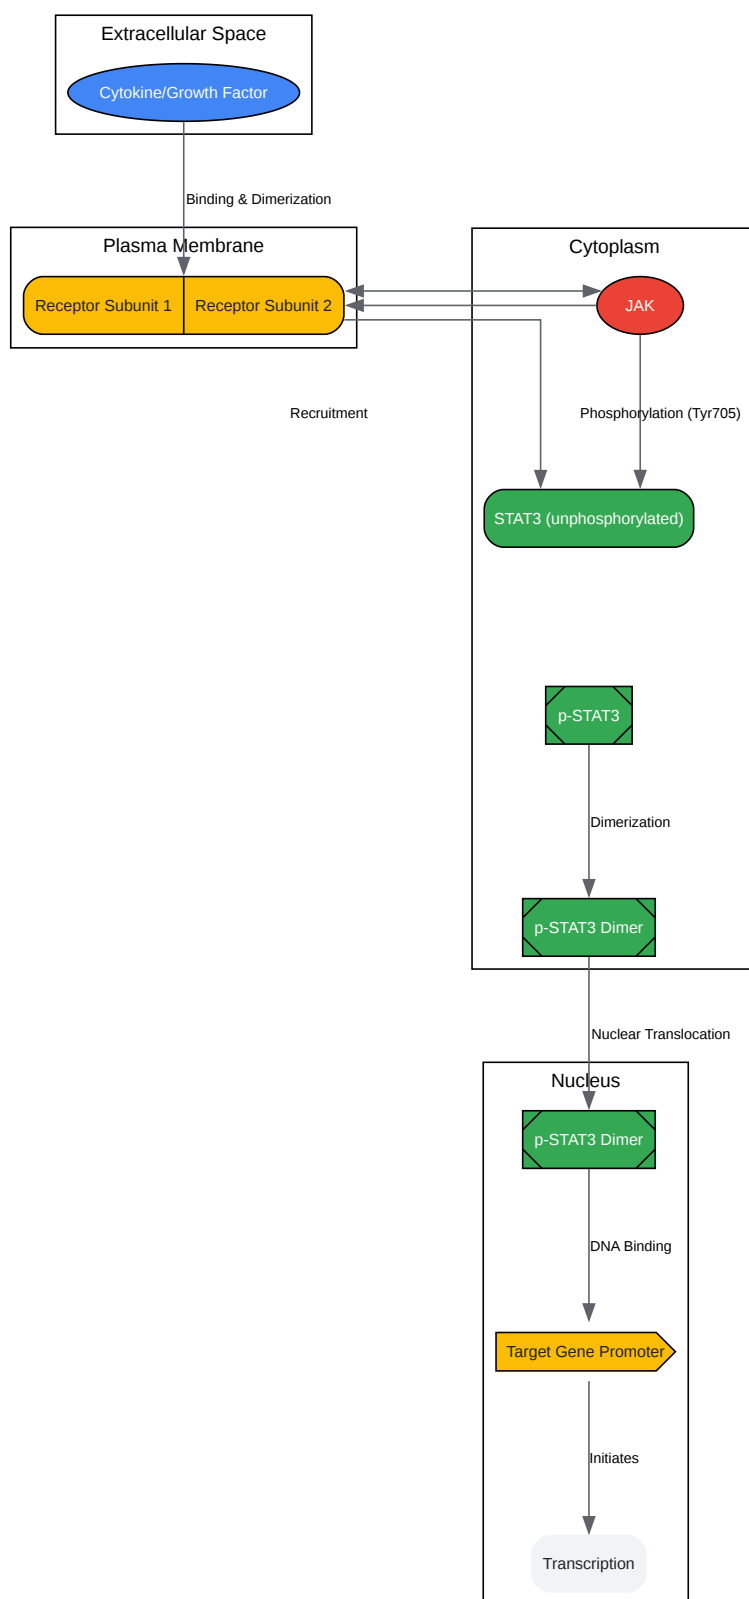 Extracellular Space
Cytokine/Growth Factor
Binding & Dimerization
Plasma Membrane
Receptor Subunit 1
Receptor Subunit 2
Cytoplasm
JAK
Recruitment
Phosphorylation (Tyr705)
STAT3 (unphosphorylated)
p-STAT3
Dimerization
p-STAT3 Dimer
Nuclear Translocation
Nucleus
p-STAT3 Dimer
DNA Binding
Target Gene Promoter
Initiates
Transcription